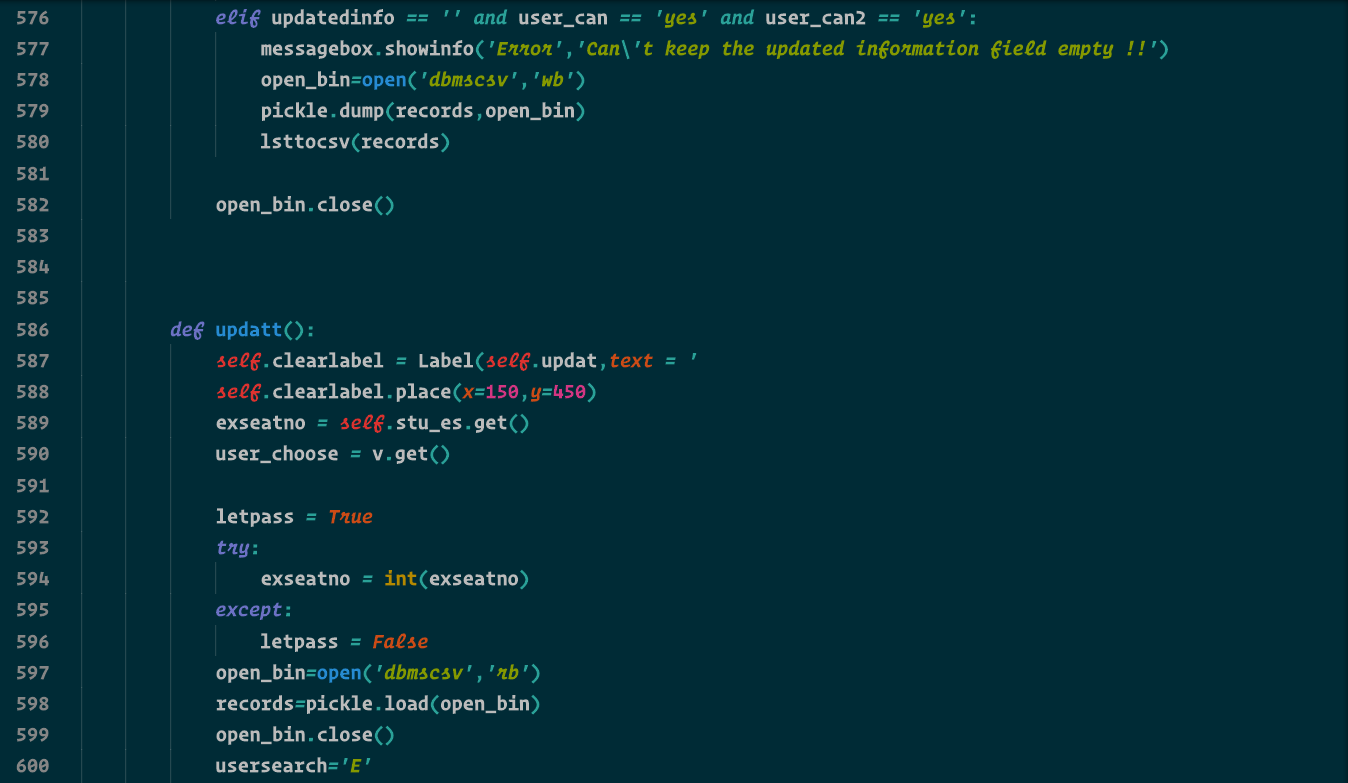 576 elif updatedinfo == '' and user_can == 'yes' and user_can2 == 'yes':
577 messagebox.showinfo('Error','Can\'t keep the updated information field empty !!')
578 open_bin=open('dbmscsv','wb')
579 pickle.dump(records,open_bin)
580 lsttocsv(records)
581
582 open_bin.close()
583
584
585
586 def updatt():
587 self.clearlabel = Label(self.updat,text = '
588 self.clearlabel.place(x=150,y=450)
589 exseatno = self.stu_es.get()
590 user_choose = v.get()
591
592 letpass = True
593 try:
594 exseatno = int(exseatno)
595 except:
596 letpass = False
597 open_bin=open('dbmscsv','rb')
598 records=pickle.load(open_bin)
599 open_bin.close()
600 usersearch='E'